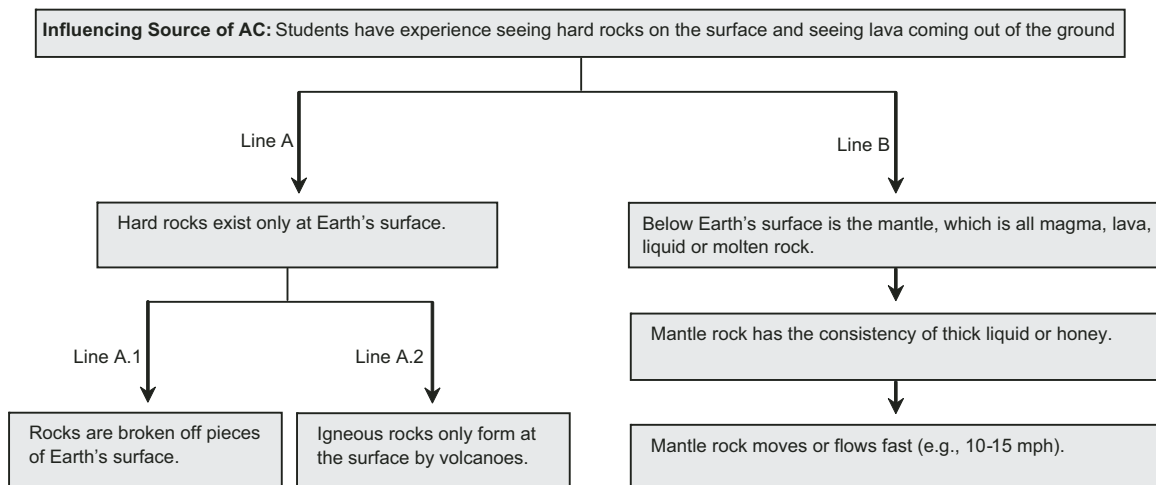 Influencing Source of AC: Students have experience seeing hard rocks on the surface and seeing lava coming out of the ground
Line A
Line B
Hard rocks exist only at Earth's surface.
Below Earth's surface is the mantle, which is all magma, lava,
liquid or molten rock.
Mantle rock has the consistency of thick liquid or honey.
Line A.1
Line A.2
Rocks are broken off pieces
of Earth's surface.
Igneous rocks only form at
the surface by volcanoes.
Mantle rock moves or flows fast (e.g., 10-15 mph).